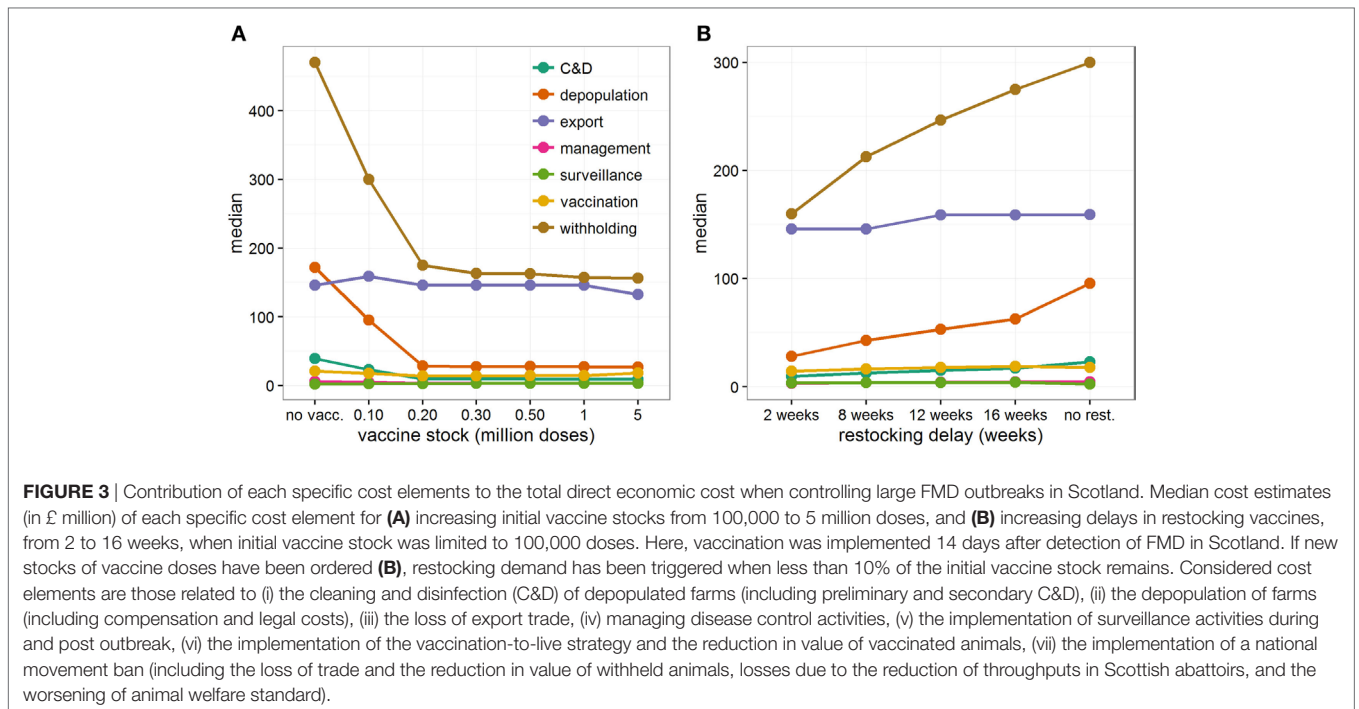 A
B
median
400
300
200
100
0
C&D
depopulation
export
management
surveillance
vaccination
withholding
no vacc. 0.10 0.20 0.30 0.50 1 5
vaccine stock (million doses)
median
300
200
100
0
2 weeks 8 weeks 12 weeks 16 weeks no rest.
restocking delay (weeks)
FIGURE 3 | Contribution of each specific cost elements to the total direct economic cost when controlling large FMD outbreaks in Scotland. Median cost estimates
(in £ million) of each specific cost element for (A) increasing initial vaccine stocks from 100,000 to 5 million doses, and (B) increasing delays in restocking vaccines,
from 2 to 16 weeks, when initial vaccine stock was limited to 100,000 doses. Here, vaccination was implemented 14 days after detection of FMD in Scotland. If new
stocks of vaccine doses have been ordered (B), restocking demand has been triggered when less than 10% of the initial vaccine stock remains. Considered cost
elements are those related to (i) the cleaning and disinfection (C&D) of depopulated farms (including preliminary and secondary C&D), (ii) the depopulation of farms
(including compensation and legal costs), (iii) the loss of export trade, (iv) managing disease control activities, (v) the implementation of surveillance activities during
and post outbreak, (vi) the implementation of the vaccination-to-live strategy and the reduction in value of vaccinated animals, (vii) the implementation of a national
movement ban (including the loss of trade and the reduction in value of withheld animals, losses due to the reduction of throughputs in Scottish abattoirs, and the
worsening of animal welfare standard).